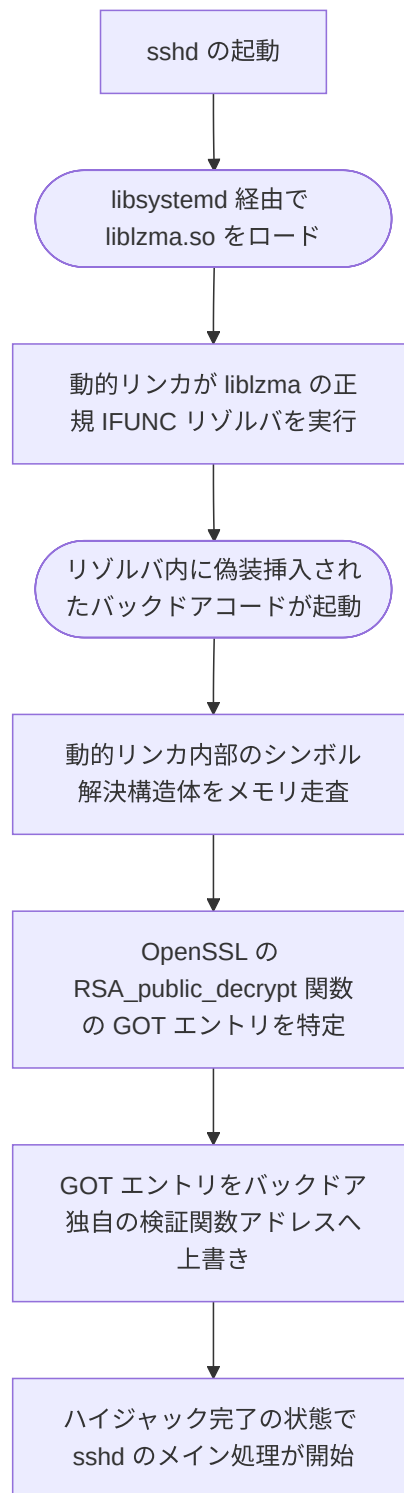 sshd の起動
libsystemd 経由で
liblzma.so をロード
動的リンカが liblzma の正
規 IFUNC リゾルバを実行
リゾルバ内に偽装挿入され
たバックドアコードが起動
動的リンカ内部のシンボル
解決構造体をメモリ走査
OpenSSL の
RSA_public_decrypt 関数
の GOT エントリを特定
GOT エントリをバックドア
独自の検証関数アドレスへ
上書き
ハイジャック完了の状態で
sshd のメイン処理が開始